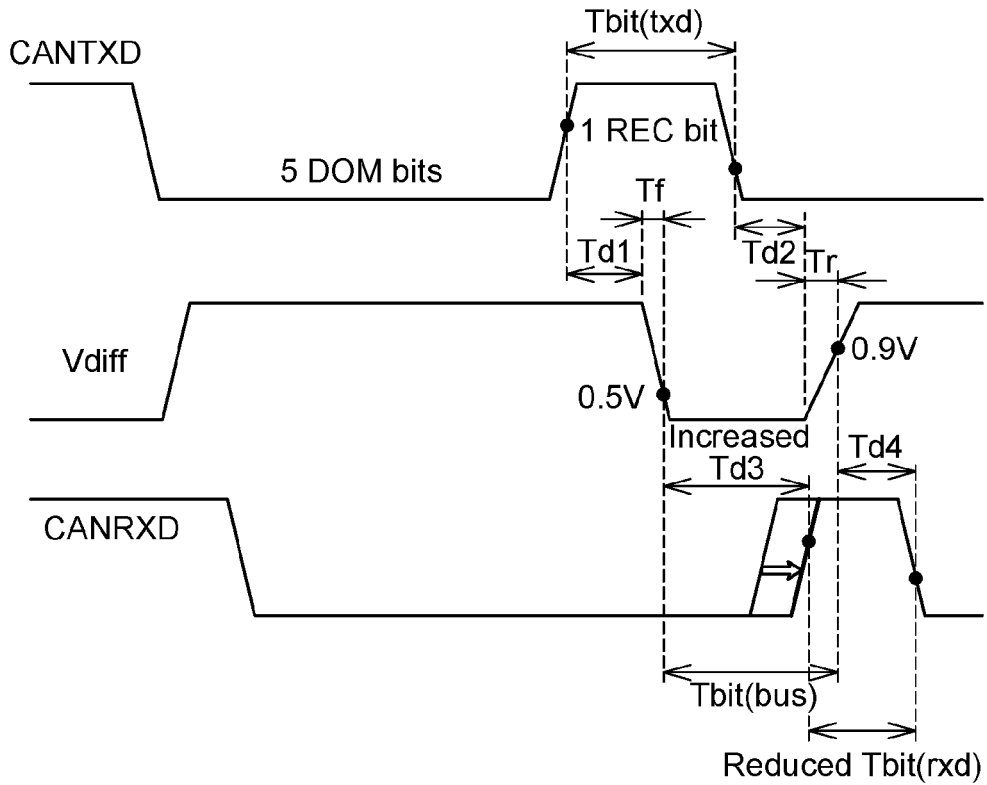 Tbit(txd)
CANTXD
1 REC bit
5 DOM bits
Tf
Td1
Td2
Tr
Vdiff
0.9V
0.5V
Increased
Td3
Td4
CANRXD
Tbit(bus)
Reduced Tbit(rxd)